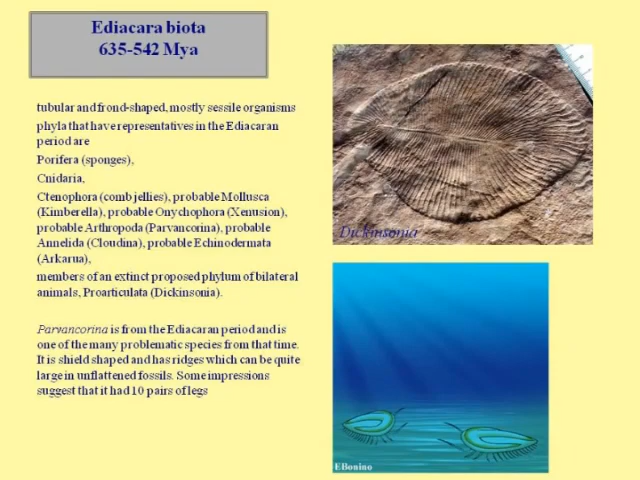 Ediacara biota
635-542 Mya
tubular and frond-shaped, mostly sessile organisms
phyla that have representatives in the Ediacaran
period are
Porifera (sponges),
Cnidaria,
Ctenophora (comb jellies), probable Mollusca
(Kimberella), probable Onychophora (Xenusion),
probable Arthropoda (Parvancorina), probable
Annelida (Cloudina), probable Echinodermata
(Arkarua),
members of an extinct proposed phylum of bilateral
animals, Proarticulata (Dickinsonia).
Parvancorina is from the Ediacaran period and is
one of the many problematic species from that time.
It is shield shaped and has ridges which can be quite
large in unflattened fossils. Some impressions
suggest that it had 10 pairs of legs
Dickinsonia
EBonino